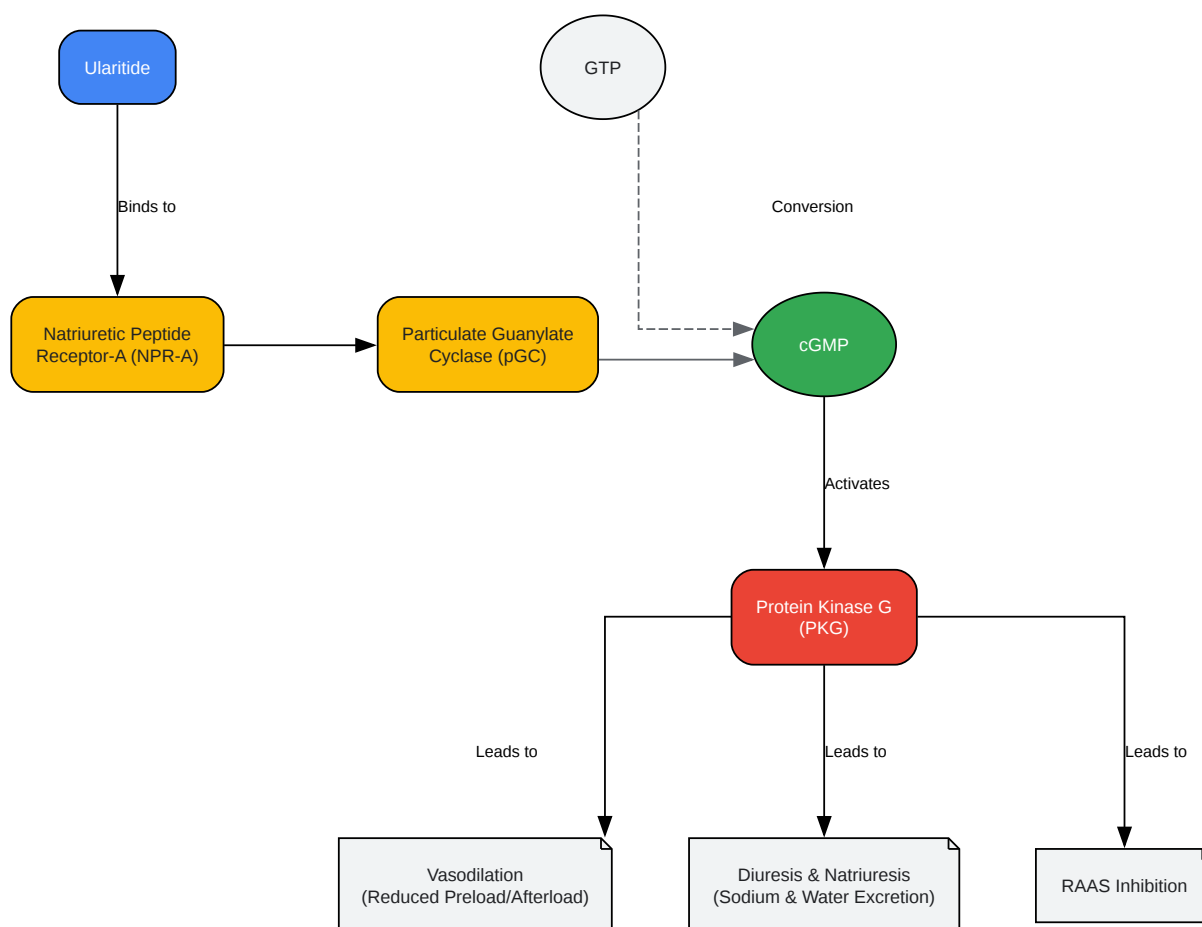 Ularitide
GTP
Binds to
Conversion
Natriuretic Peptide
Receptor-A (NPR-A)
Particulate Guanylate
Cyclase (pGC)
cGMP
Activates
Protein Kinase G
(PKG)
Leads to
Leads to
Leads to
Vasodilation
(Reduced Preload/Afterload)
Diuresis & Natriuresis
(Sodium & Water Excretion)
RAAS Inhibition